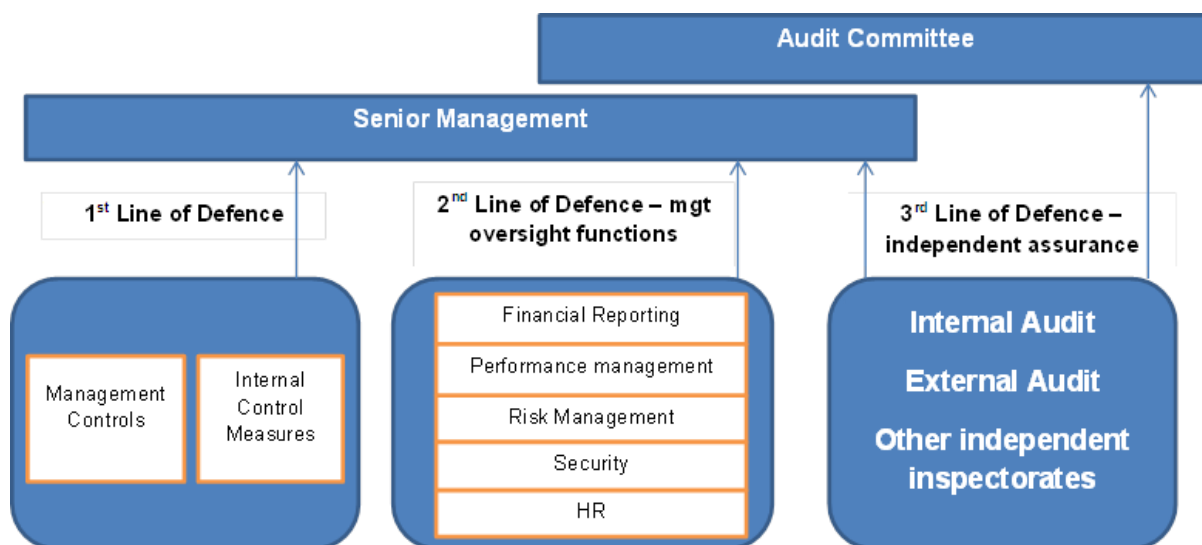 Audit Committee
Senior Management
1st Line of Defence
2nd Line of Defence – mgt
oversight functions
3rd Line of Defence –
independent assurance
Management
Controls
Internal
Control
Measures
Financial Reporting
Performance management
Risk Management
Security
HR
Internal Audit
External Audit
Other independent
inspectorates